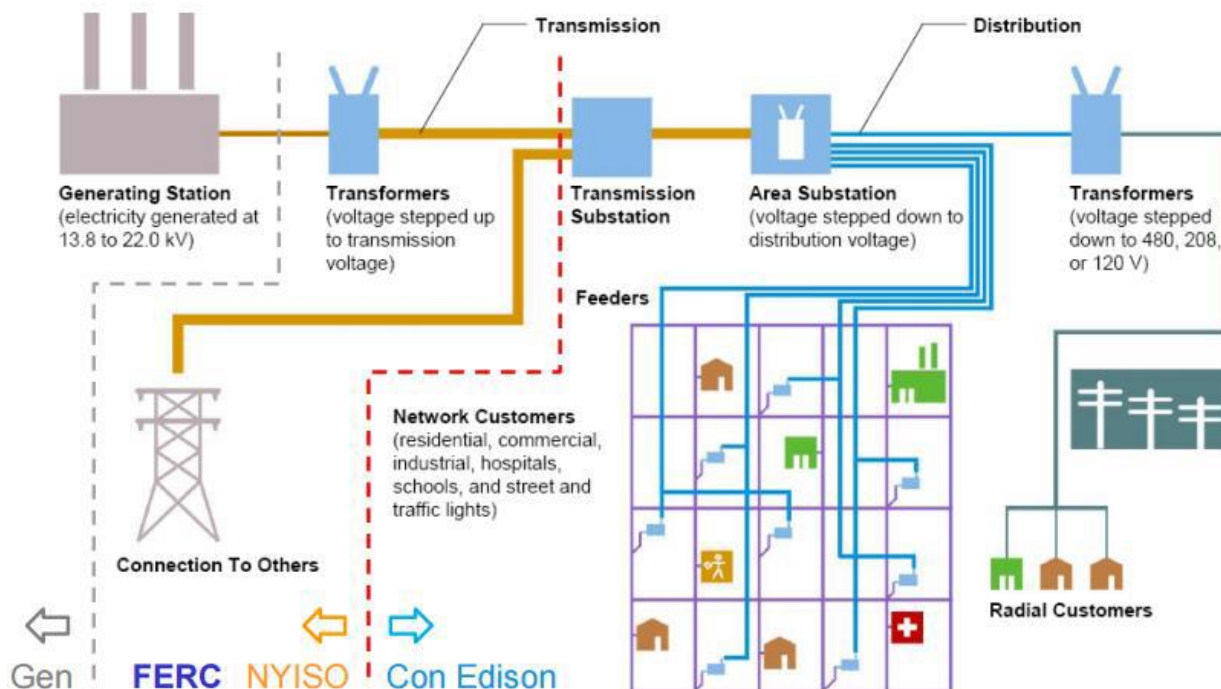 Transmission
Distribution
Generating Station
(electricity generated at
13.8 to 22.0 kV)
Transformers
(voltage stepped up
to transmission
voltage)
Transmission
Substation
Area Substation
(voltage stepped down to
distribution voltage)
Transformers
(voltage stepped
down to 480, 208,
or 120 V)
Feeders
Network Customers
(residential, commercial,
industrial, hospitals,
schools, and street and
traffic lights)
Connection To Others
Radial Customers
Gen FERC NYISO Con Edison